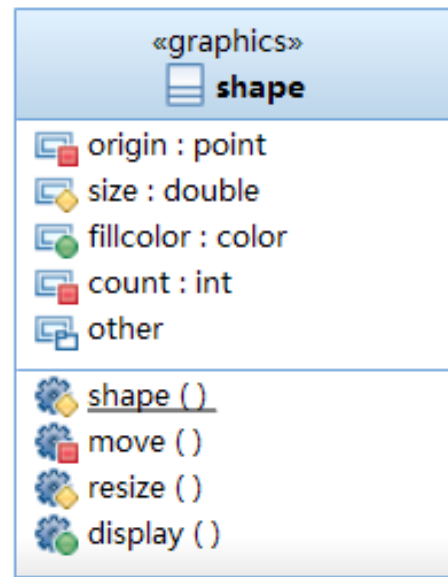 «graphics»
shape
origin : point
size : double
fillcolor : color
count : int
other
shape ( )
move ( )
resize ( )
display ( )